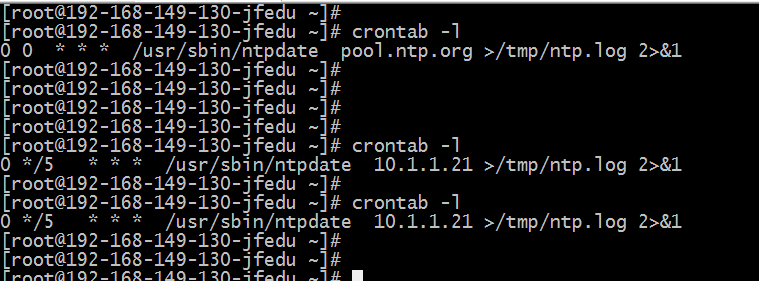 [root@192-168-149-130-jfedu ~]#
[root@192-168-149-130-jfedu ~]# crontab -l
0 0  * * *  /usr/sbin/ntpdate  pool.ntp.org >/tmp/ntp.log 2>&1
[root@192-168-149-130-jfedu ~]#
[root@192-168-149-130-jfedu ~]#
[root@192-168-149-130-jfedu ~]#
[root@192-168-149-130-jfedu ~]#
[root@192-168-149-130-jfedu ~]# crontab -l
0 */5   * * *  /usr/sbin/ntpdate  10.1.1.21 >/tmp/ntp.log 2>&1
[root@192-168-149-130-jfedu ~]#
[root@192-168-149-130-jfedu ~]# crontab -l
0 */5   * * *  /usr/sbin/ntpdate  10.1.1.21 >/tmp/ntp.log 2>&1
[root@192-168-149-130-jfedu ~]#
[root@192-168-149-130-jfedu ~]#
[root@192-168-149-130-jfedu ~]#